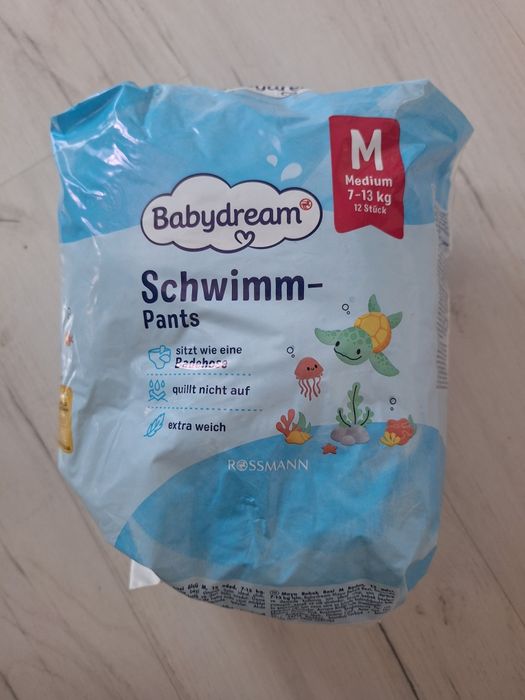 M
Medium
7-13 kg
12 Stück
Babydream
Schwimm-
Pants
sitzt wie eine
Badehose
quillt nicht auf
extra weich
ROSSMANN